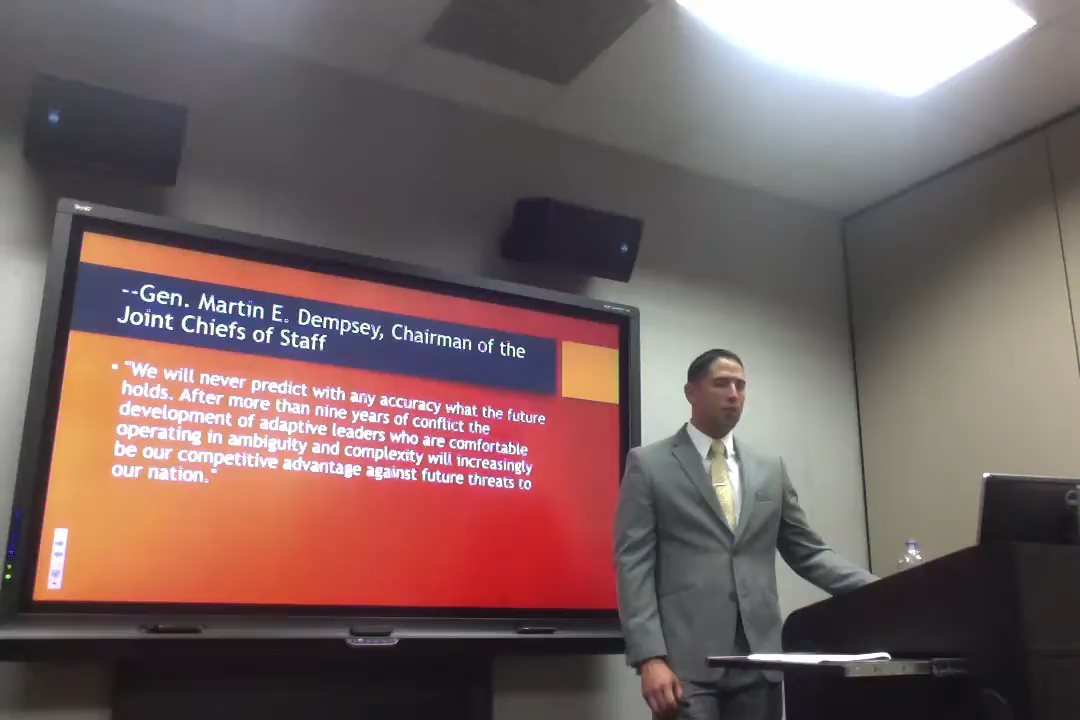 --Gen. Martin E. Dempsey, Chairman of the
Joint Chiefs of Staff
• "We will never predict with any accuracy what the future
holds. After more than nine years of conflict the
development of adaptive leaders who are comfortable
operating in ambiguity and complexity will increasingly
be our competitive advantage against future threats to
our nation."